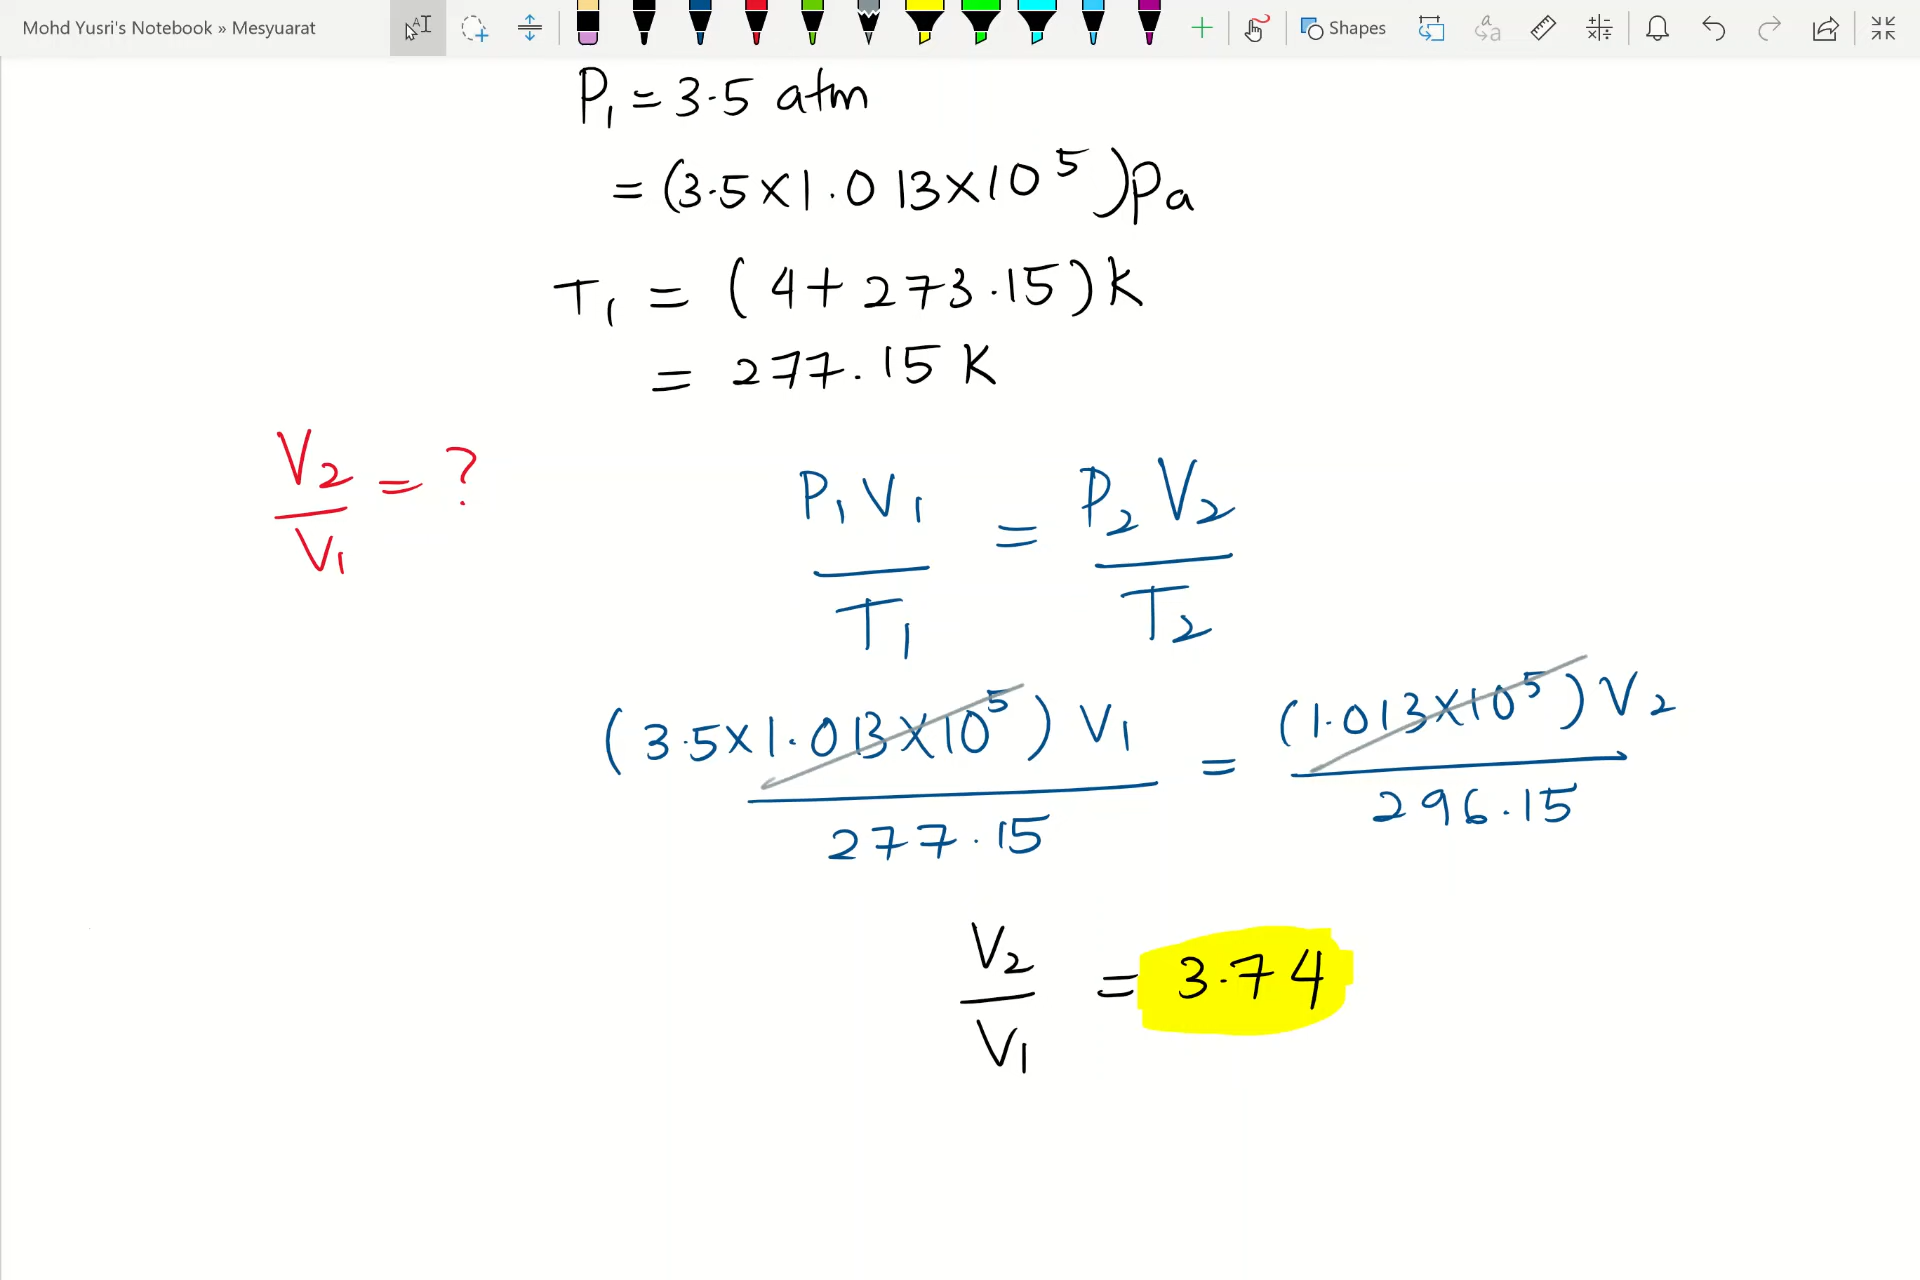 Mohd Yusri's Notebook » Mesyuarat
Shapes
P₁ = 3.5 atm
= (3.5×1.013×10⁵)Pa
T₁ = (4+273.15)K
= 277.15 K
V₂/V₁ = ?
P₁V₁/T₁ = P₂V₂/T₂
(3.5×1.013×10⁵)V₁/277.15 = (1.013×10⁵)V₂/296.15
V₂/V₁ = 3.74